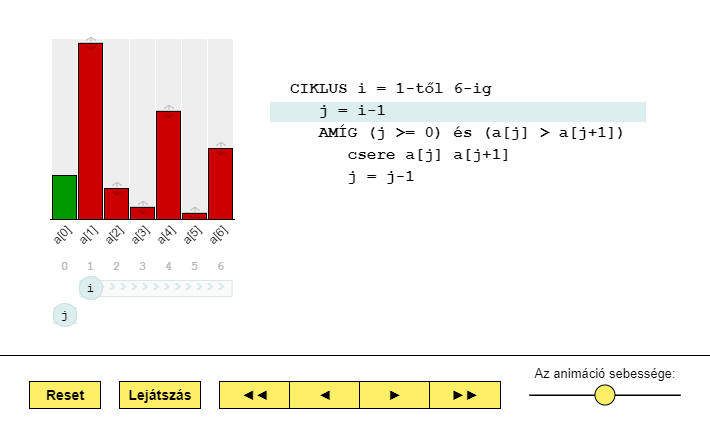 CIKLUS i = 1-től 6-ig
j = i-1
AMÍG (j >= 0) és (a[j] > a[j+1])
csere a[j] a[j+1]
j = j-1
a[0] a[1] a[2] a[3] a[4] a[5] a[6]
0 1 2 3 4 5 6
i
j
Az animáció sebessége:
Reset Lejátszás